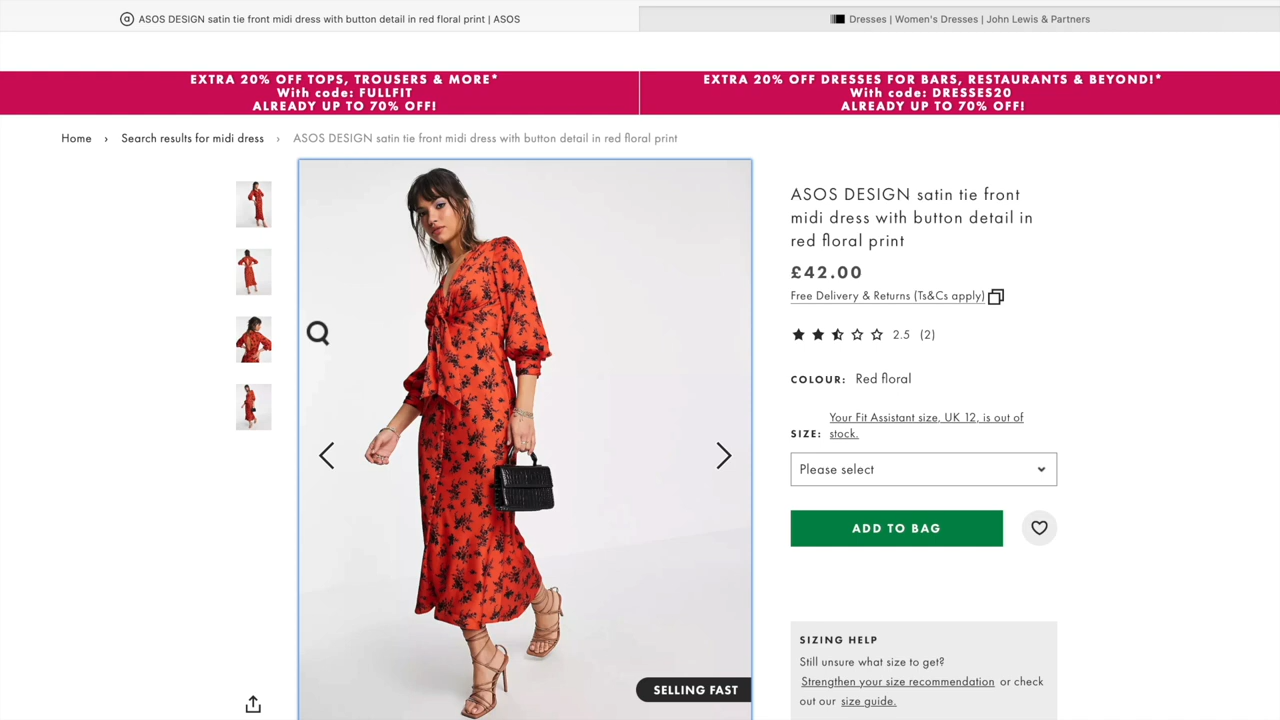 ASOS DESIGN satin tie front midi dress with button detail in red floral print | ASOS
Dresses | Women's Dresses | John Lewis & Partners
EXTRA 20% OFF TOPS, TROUSERS & MORE*
With code: FULLFIT
ALREADY UP TO 70% OFF!
EXTRA 20% OFF DRESSES FOR BARS, RESTAURANTS & BEYOND!*
With code: DRESSES20
ALREADY UP TO 70% OFF!
Home › Search results for midi dress › ASOS DESIGN satin tie front midi dress with button detail in red floral print
ASOS DESIGN satin tie front
midi dress with button detail in
red floral print
£42.00
Free Delivery & Returns (Ts&Cs apply)
2.5 (2)
COLOUR: Red floral
Your Fit Assistant size, UK 12, is out of
SIZE: stock.
Please select
ADD TO BAG
SELLING FAST
SIZING HELP
Still unsure what size to get?
Strengthen your size recommendation or check
out our size guide.